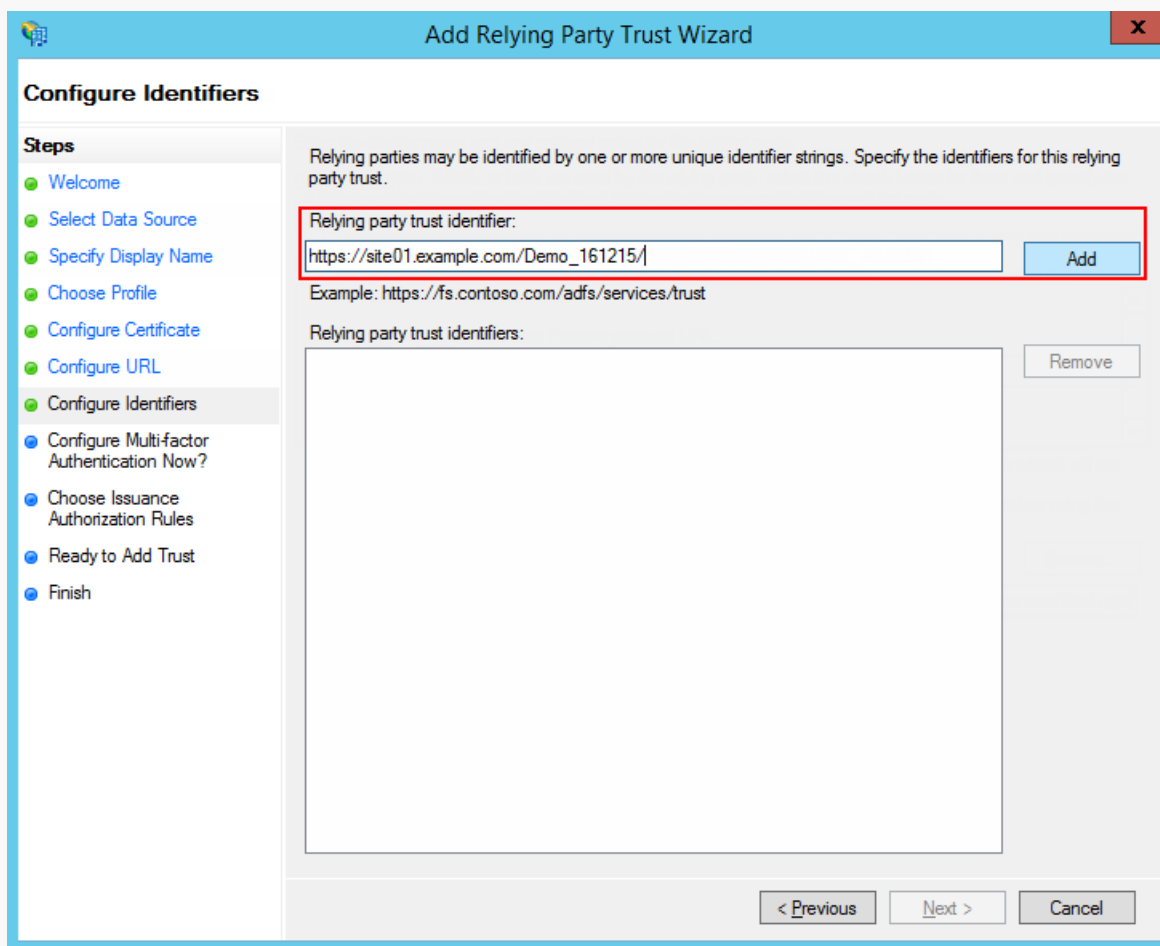 Add Relying Party Trust Wizard
X
Configure Identifiers
Steps
Welcome
Select Data Source
Specify Display Name
Choose Profile
Configure Certificate
Configure URL
Configure Identifiers
Configure Multi-factor
Authentication Now?
Choose Issuance
Authorization Rules
Ready to Add Trust
Finish
Relying parties may be identified by one or more unique identifier strings. Specify the identifiers for this relying
party trust.
Relying party trust identifier:
https://site01.example.com/Demo_161215/
Add
Example: https://fs.contoso.com/adfs/services/trust
Relying party trust identifiers:
Remove
< Previous
Next >
Cancel